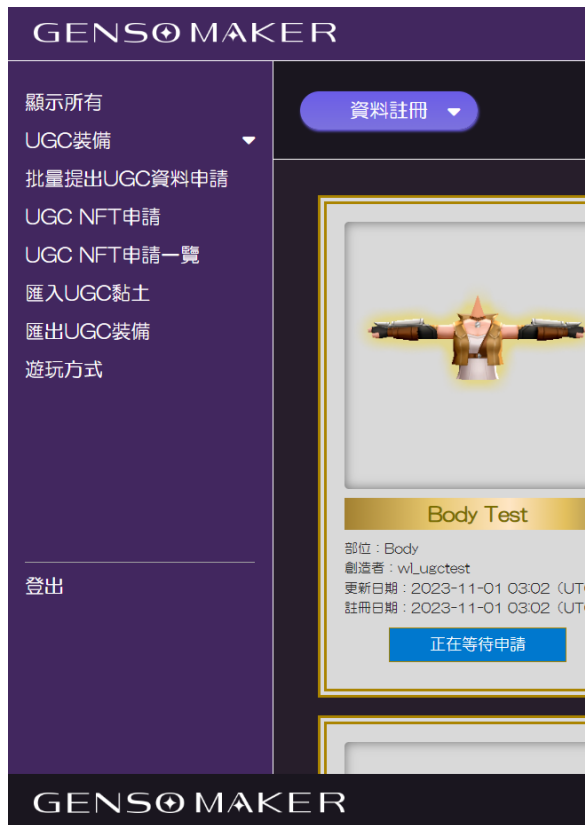 GENSO MAKER
顯示所有
UGC装備
批量提出UGC資料申請
UGC NFT申請
UGC NFT申請一覽
匯入UGC黏土
匯出UGC装備
遊玩方式
登出
資料註冊
Body Test
部位：Body
創造者：wl_ugctest
更新日期：2023-11-01 03:02（UT
註冊日期：2023-11-01 03:02（UT
正在等待申請
GENSO MAKER